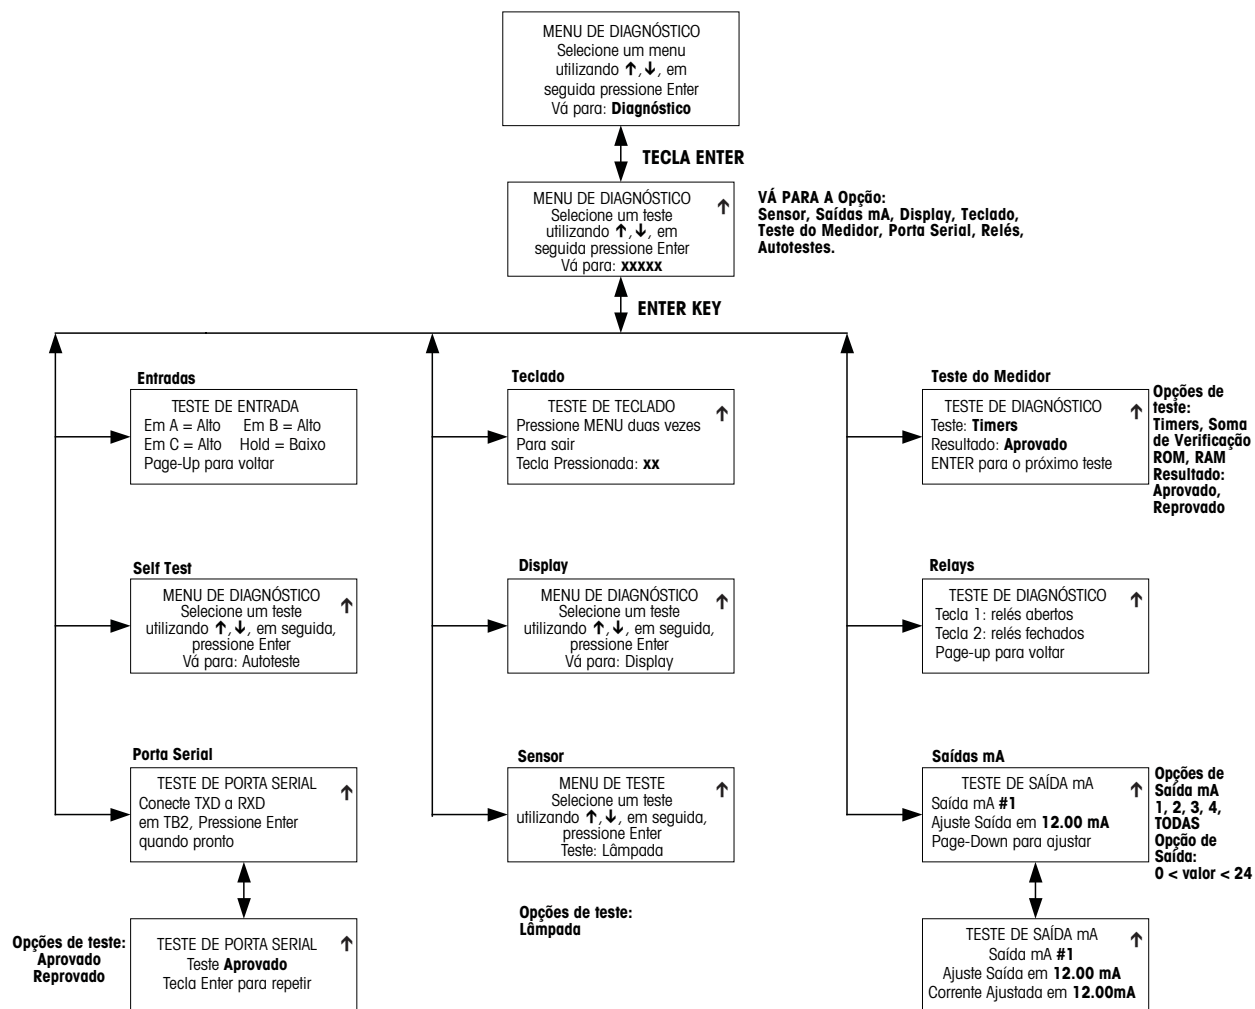 MENU DE DIAGNÓSTICO
Selecione um menu
utilizando ↑,↓, em
seguida pressione Enter
Vá para: Diagnóstico
TECLA ENTER
MENU DE DIAGNÓSTICO ↑
Selecione um teste
utilizando ↑,↓, em
seguida pressione Enter
Vá para: xxxxx
VÁ PARA A Opção:
Sensor, Saídas mA, Display, Teclado,
Teste do Medidor, Porta Serial, Relés,
Autotestes.
ENTER KEY
Entradas
TESTE DE ENTRADA
Em A = Alto Em B = Alto
Em C = Alto Hold = Baixo
Page-Up para voltar
Teclado
TESTE DE TECLADO ↑
Pressione MENU duas vezes
Para sair
Tecla Pressionada: xx
Teste do Medidor
TESTE DE DIAGNÓSTICO ↑
Teste: Timers
Resultado: Aprovado
ENTER para o próximo teste
Opções de
teste:
Timers, Soma
de Verificação
ROM, RAM
Resultado:
Aprovado,
Reprovado
Self Test
MENU DE DIAGNÓSTICO ↑
Selecione um teste
utilizando ↑,↓, em seguida,
pressione Enter
Vá para: Autoteste
Display
MENU DE DIAGNÓSTICO ↑
Selecione um teste
utilizando ↑,↓, em seguida,
pressione Enter
Vá para: Display
Relays
TESTE DE DIAGNÓSTICO ↑
Tecla 1: relés abertos
Tecla 2: relés fechados
Page-up para voltar
Porta Serial
TESTE DE PORTA SERIAL ↑
Conecte TXD a RXD
em TB2, Pressione Enter
quando pronto
Sensor
MENU DE TESTE ↑
Selecione um teste
utilizando ↑,↓, em seguida,
pressione Enter
Teste: Lâmpada
Saídas mA
TESTE DE SAÍDA mA ↑
Saída mA #1
Ajuste Saída em 12.00 mA
Page-Down para ajustar
Opções de
Saída mA
1, 2, 3, 4,
TODAS
Opção de
Saída:
0 < valor < 24
Opções de teste:
Aprovado
Reprovado
TESTE DE PORTA SERIAL ↑
Teste Aprovado
Tecla Enter para repetir
Opções de teste:
Lâmpada
TESTE DE SAÍDA mA ↑
Saída mA #1
Ajuste Saída em 12.00 mA
Corrente Ajustada em 12.00mA